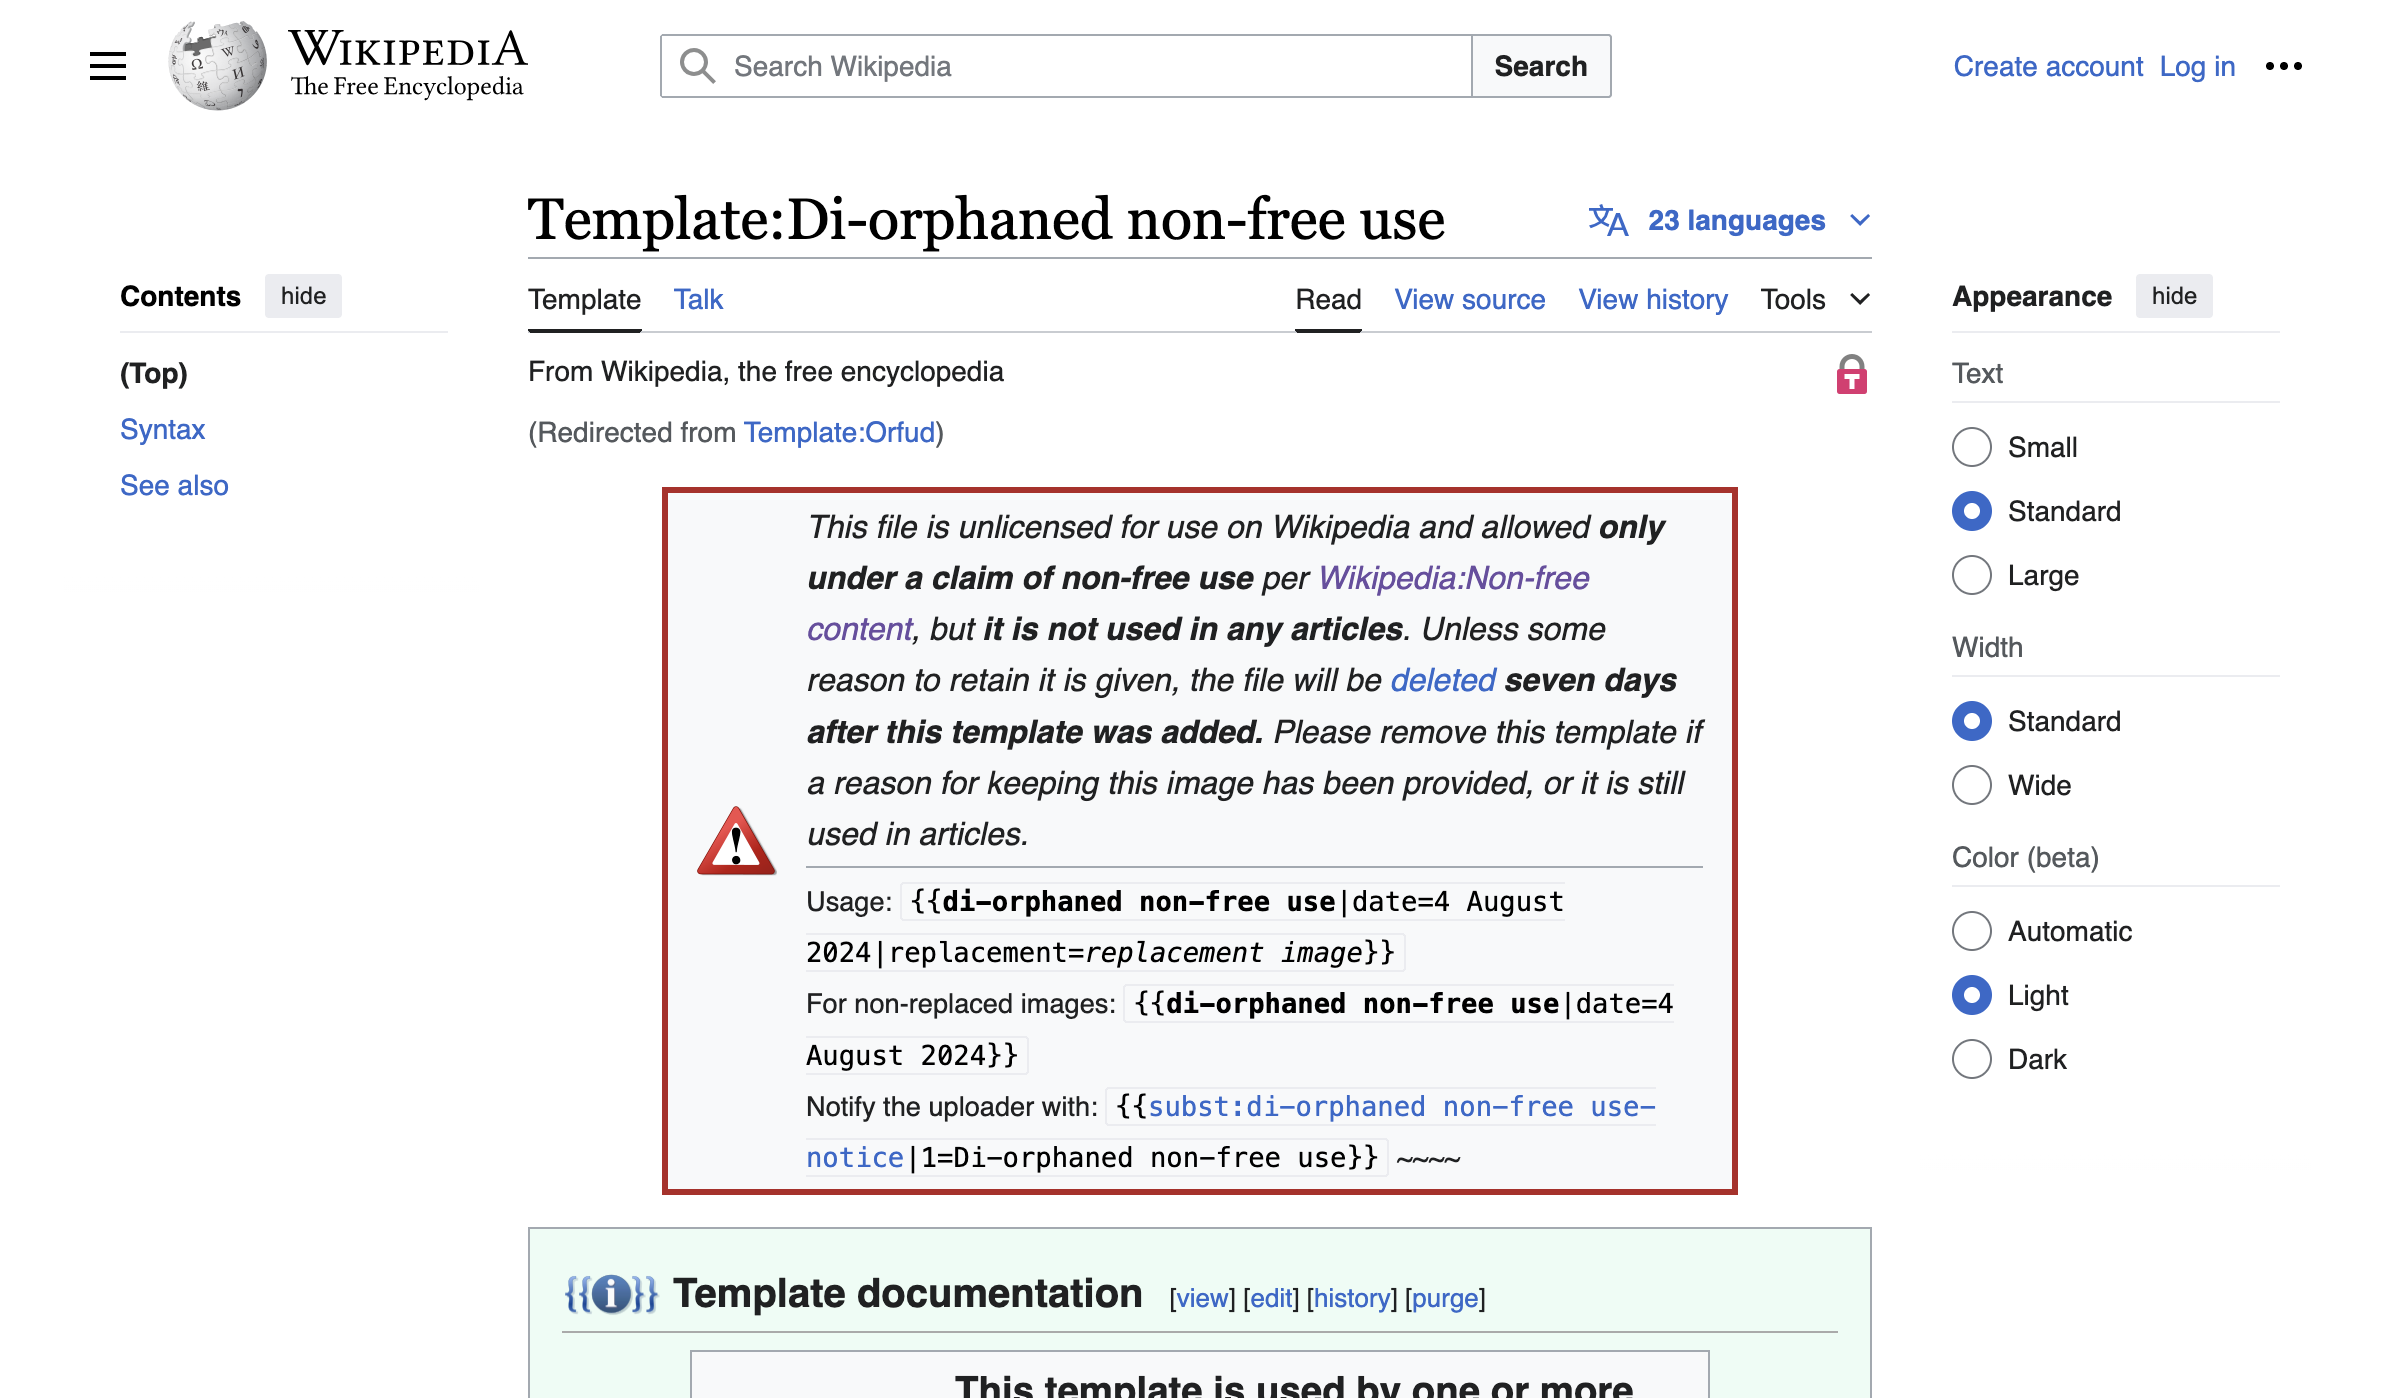 WIKIPEDIA
The Free Encyclopedia
Search Wikipedia
Search
Create account Log in
Template:Di-orphaned non-free use
23 languages
Contents hide
(Top)
Syntax
See also
Template Talk
Read View source View history Tools
From Wikipedia, the free encyclopedia
(Redirected from Template:Orfud)
This file is unlicensed for use on Wikipedia and allowed only
under a claim of non-free use per Wikipedia:Non-free
content, but it is not used in any articles. Unless some
reason to retain it is given, the file will be deleted seven days
after this template was added. Please remove this template if
a reason for keeping this image has been provided, or it is still
used in articles.
Usage: {{di-orphaned non-free use|date=4 August
2024|replacement=replacement image}}
For non-replaced images: {{di-orphaned non-free use|date=4
August 2024}}
Notify the uploader with: {{subst:di-orphaned non-free use-
notice|1=Di-orphaned non-free use}} ~~~~
Template documentation [view] [edit] [history] [purge]
This template is used by one or more
Appearance hide
Text
Small
Standard
Large
Width
Standard
Wide
Color (beta)
Automatic
Light
Dark